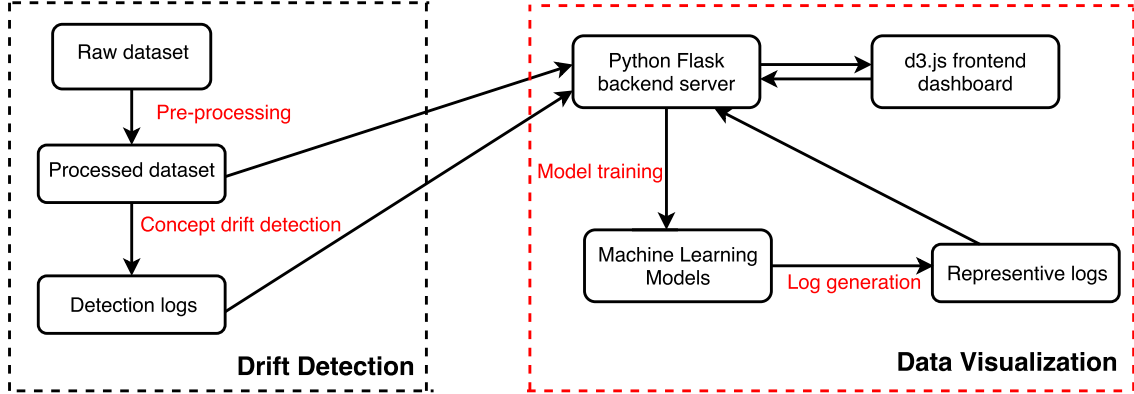 Raw dataset
Pre-processing
Processed dataset
Concept drift detection
Detection logs
Drift Detection
Python Flask
backend server
d3.js frontend
dashboard
Model training
Machine Learning
Models
Log generation
Representive logs
Data Visualization